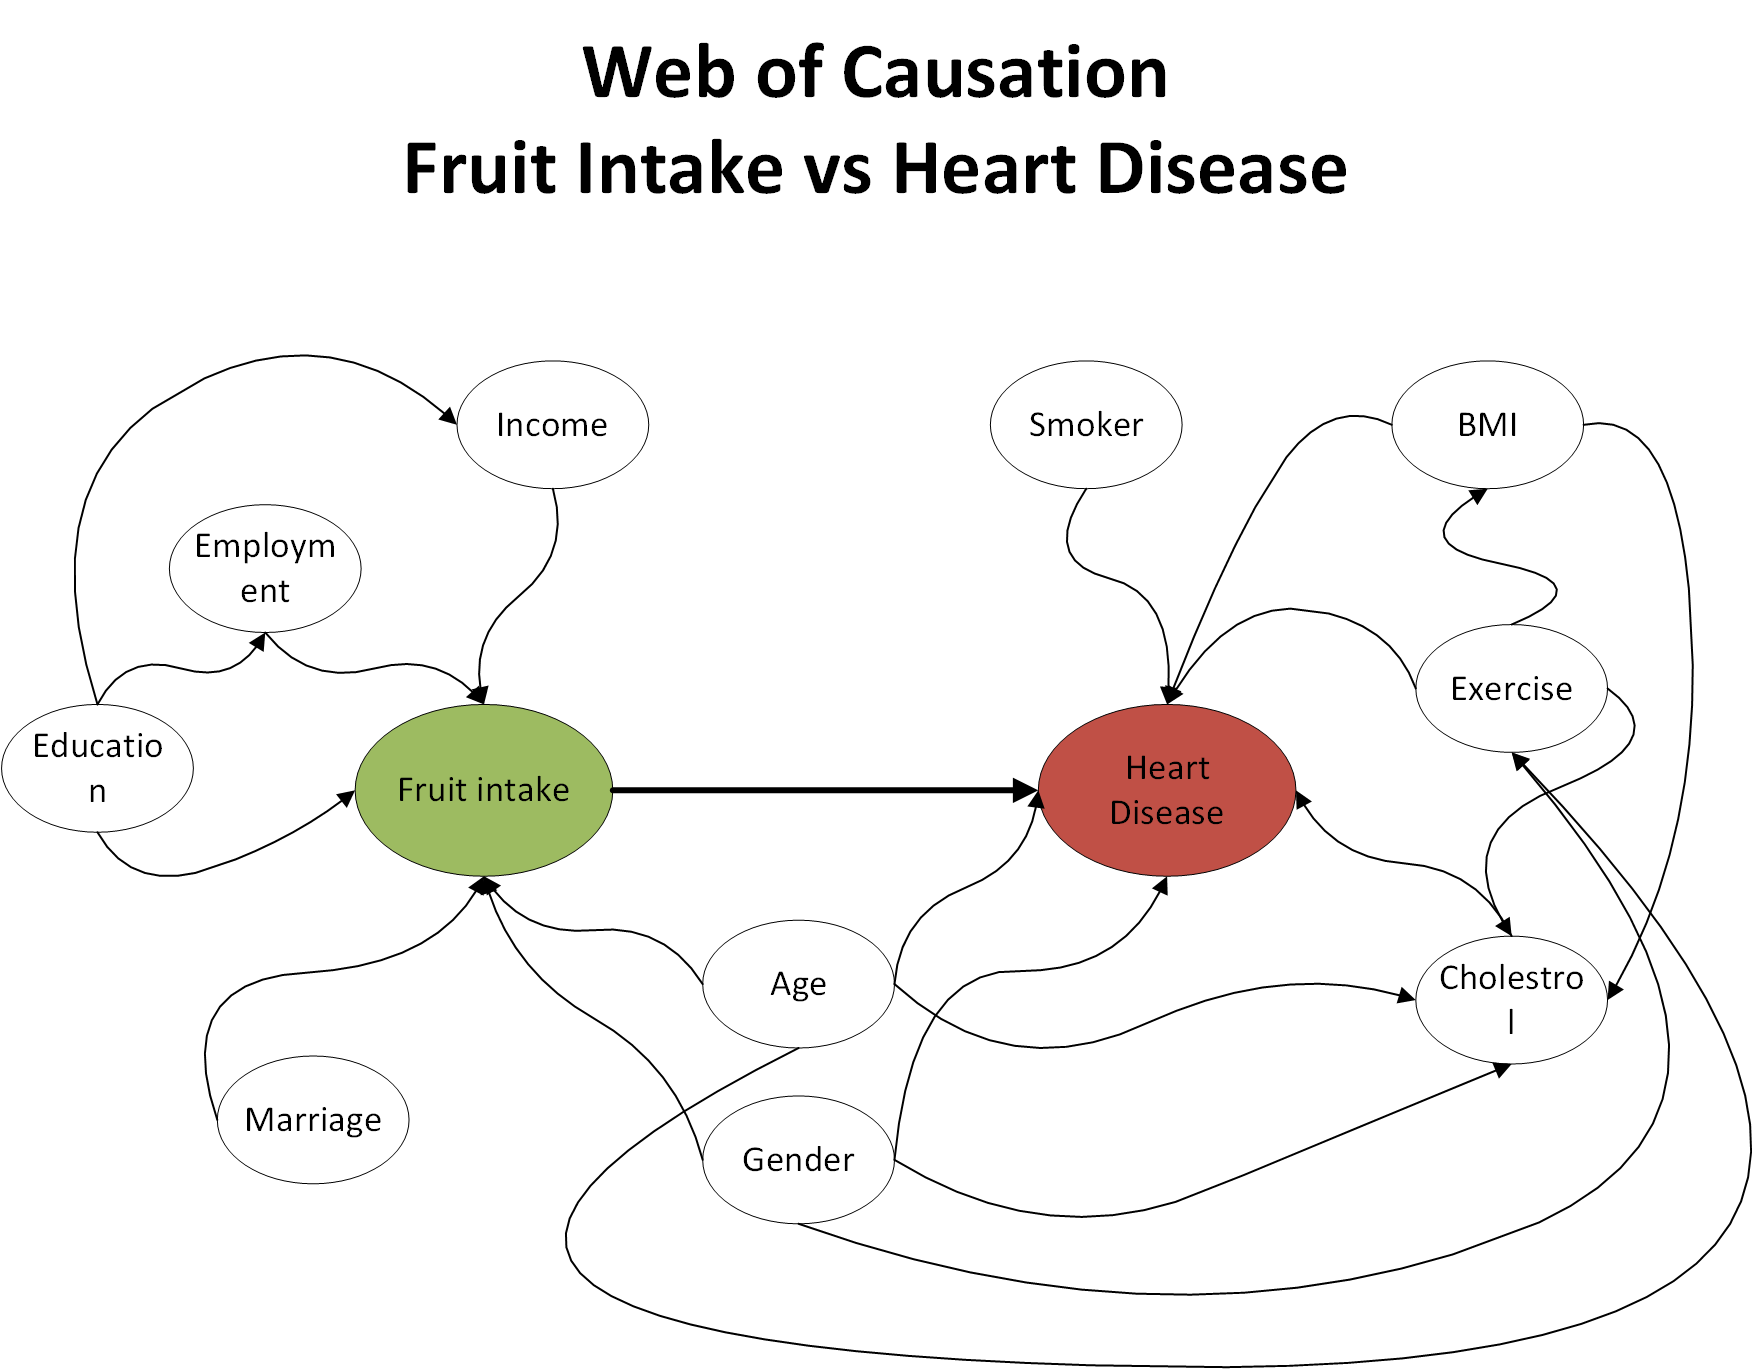 Web of Causation
Fruit Intake vs Heart Disease
Income
Smoker
BMI
Employm
ent
Exercise
Educatio
n
Fruit intake
Heart
Disease
Age
Cholestro
l
Marriage
Gender